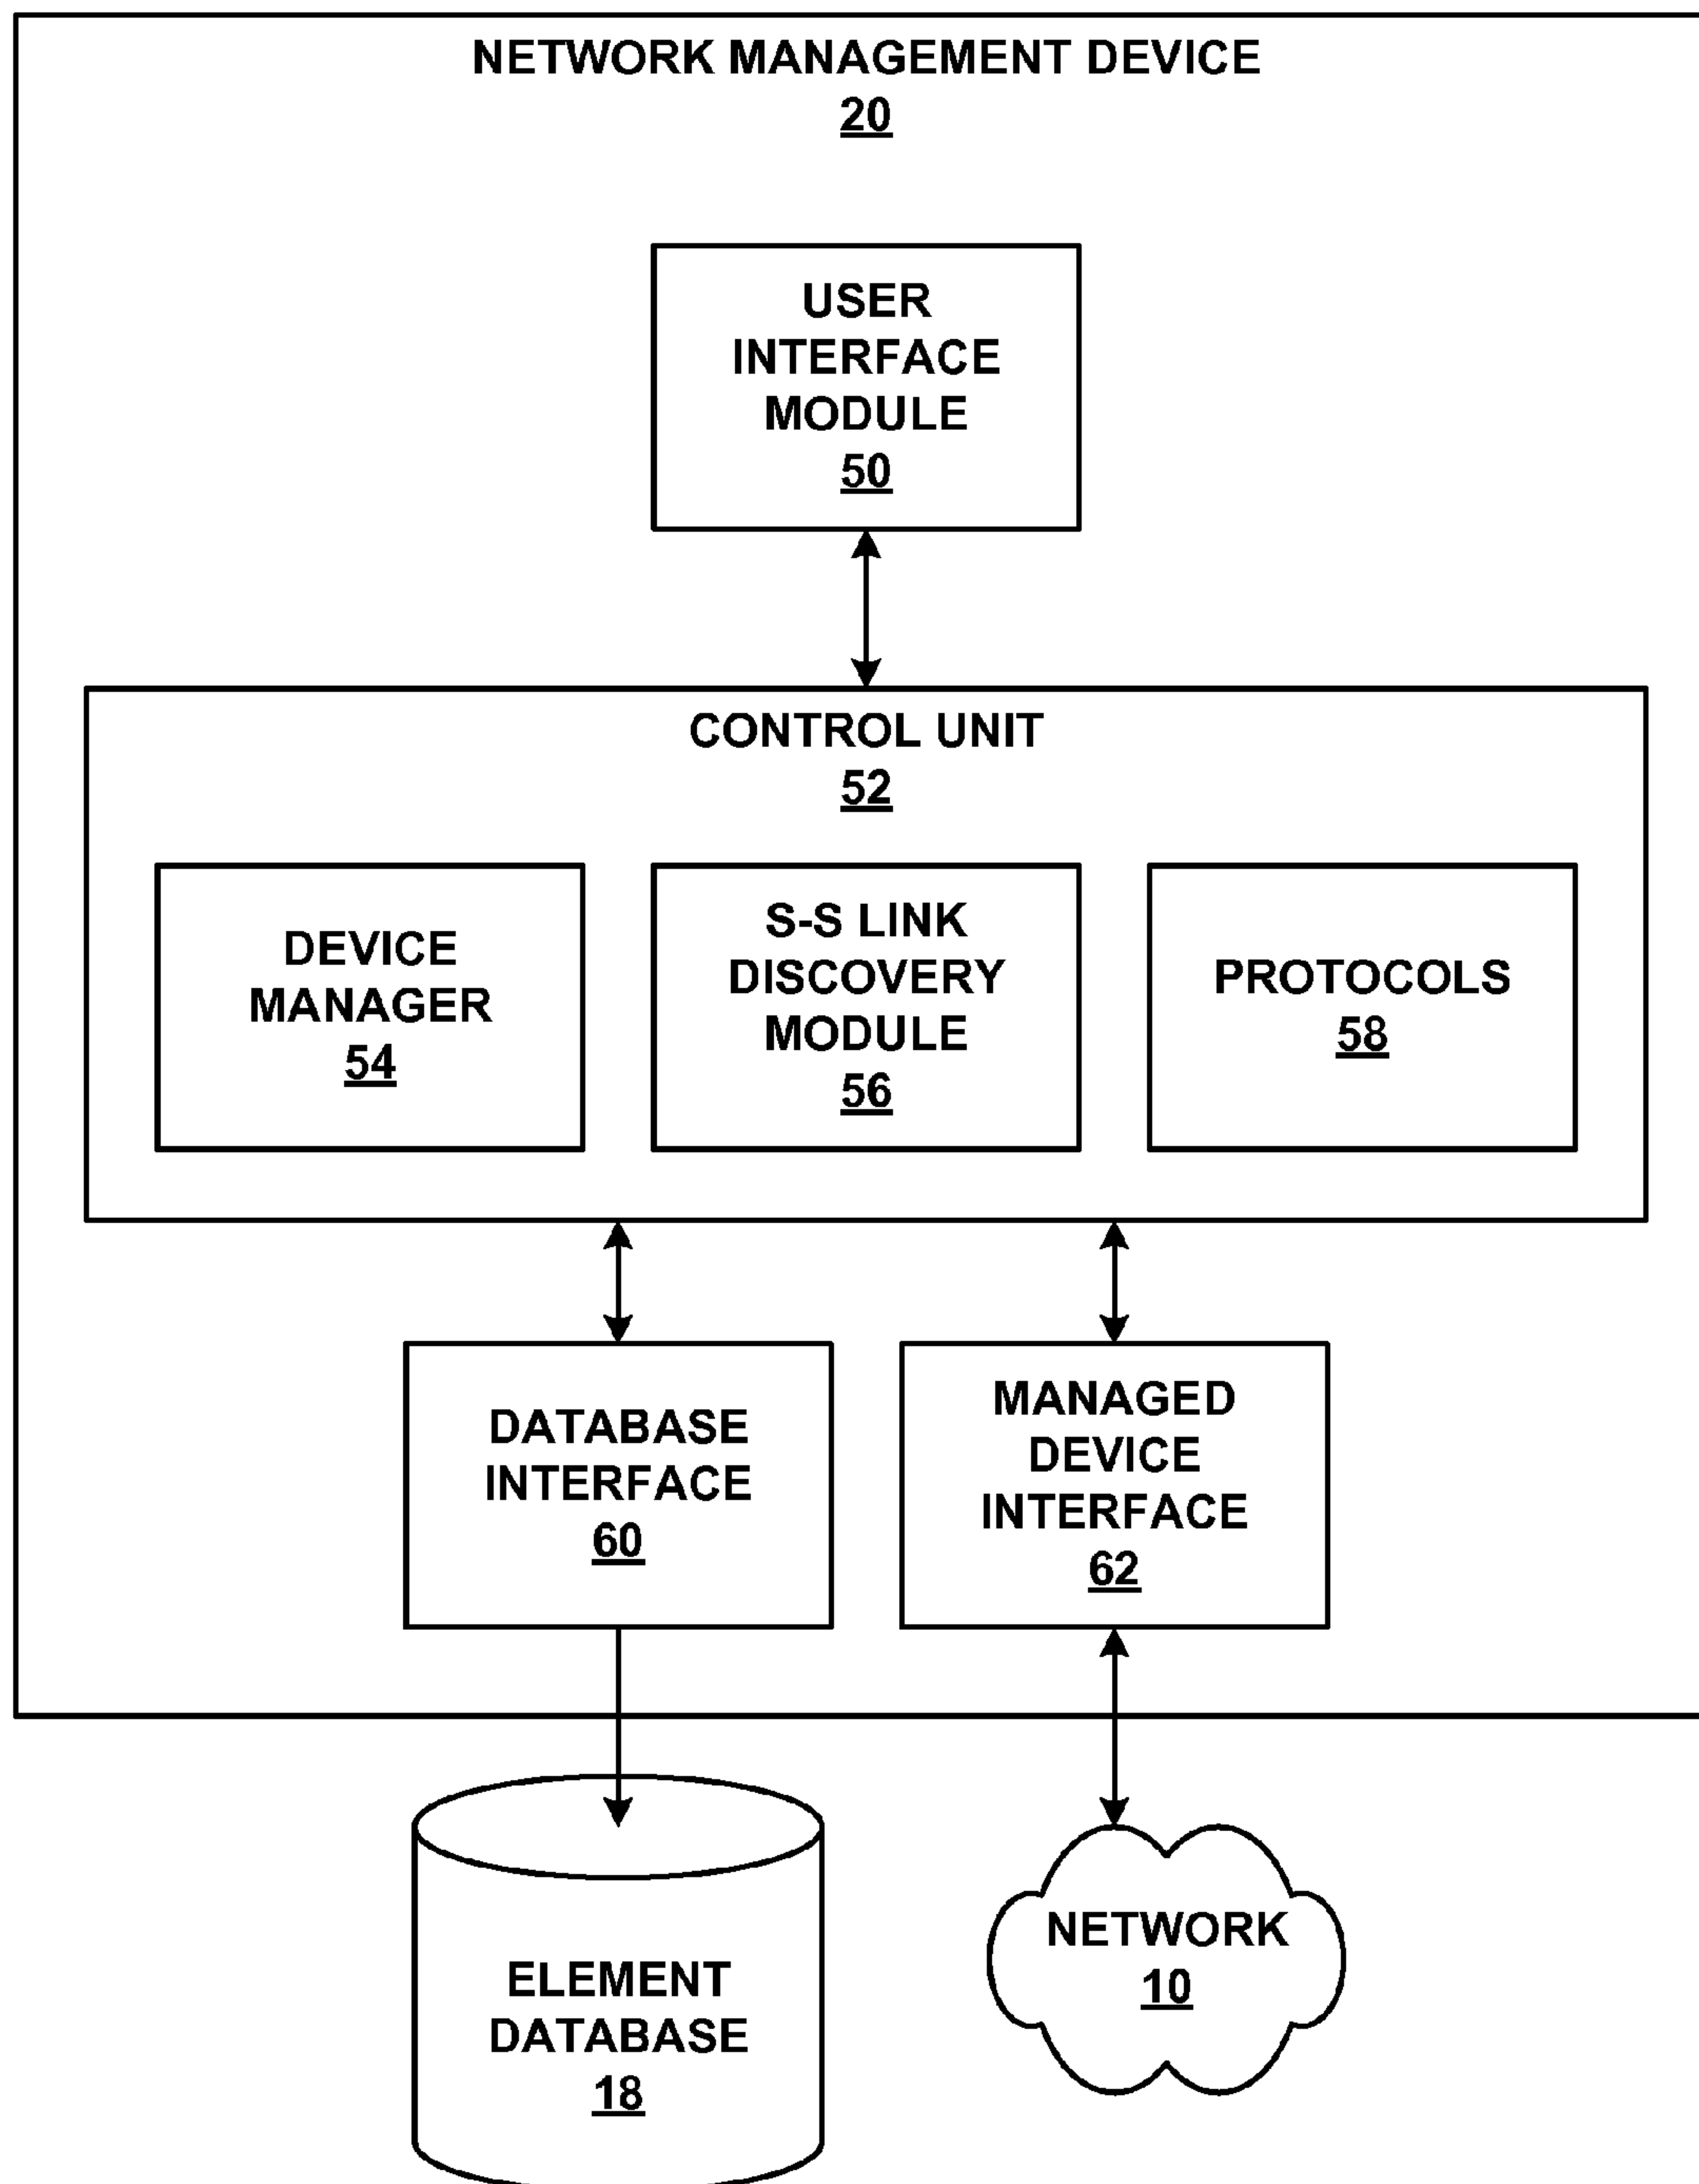 NETWORK MANAGEMENT DEVICE
20
USER
INTERFACE
MODULE
50
CONTROL UNIT
52
DEVICE
MANAGER
54
S-S LINK
DISCOVERY
MODULE
56
PROTOCOLS
58
DATABASE
INTERFACE
60
MANAGED
DEVICE
INTERFACE
62
ELEMENT
DATABASE
18
NETWORK
10